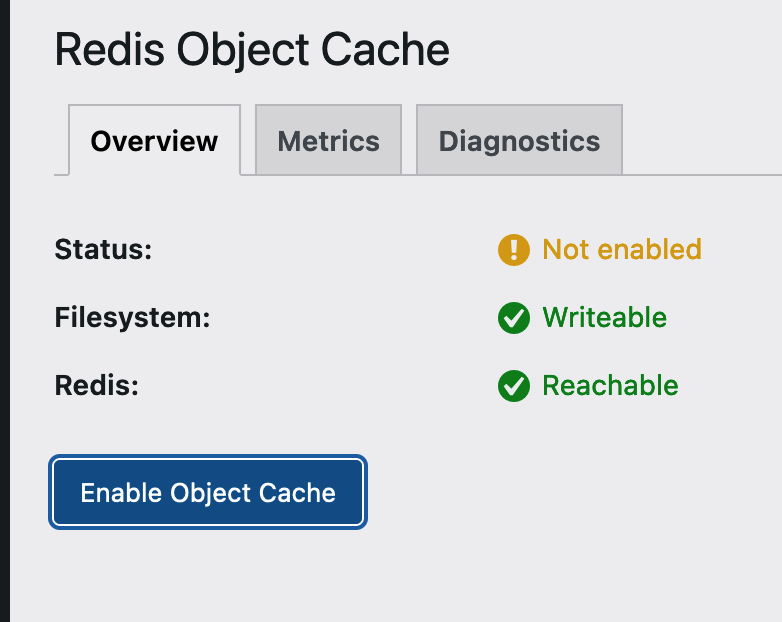 Redis Object Cache
Overview Metrics Diagnostics
Status: Not enabled
Filesystem: Writeable
Redis: Reachable
Enable Object Cache